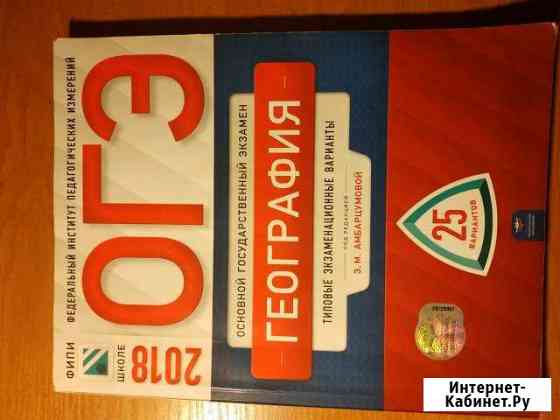 ФИПИ
ШКОЛЕ
ФЕДЕРАЛЬНЫЙ ИНСТИТУТ ПЕДАГОГИЧЕСКИХ ИЗМЕРЕНИЙ
2018
ОГЭ
ОСНОВНОЙ ГОСУДАРСТВЕННЫЙ ЭКЗАМЕН
ГЕОГРАФИЯ
ТИПОВЫЕ ЭКЗАМЕНАЦИОННЫЕ ВАРИАНТЫ
ПОД РЕДАКЦИЕЙ
Э. М. АМБАРЦУМОВОЙ
25
ВАРИАНТОВ
Интернет-
Кабинет.Ру